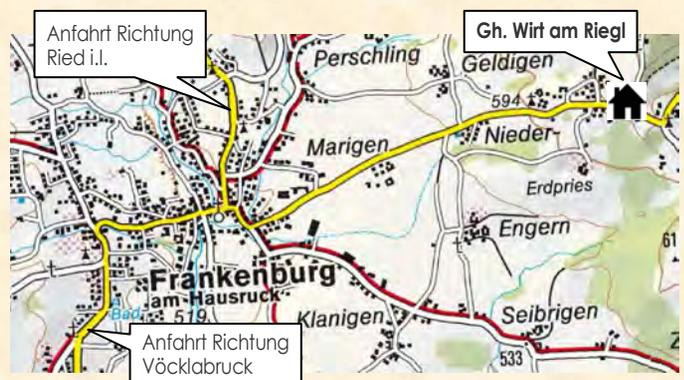 Anfahrt Richtung
Ried i.I.
Gh. Wirt am Riegl
Perschling
Geldigen
594
Marigen
Nieder-
Erdpries
Engern
61
Frankenburg
am Hausruck
Bad
519
Klanigen
Seibrigen
533
Z
Anfahrt Richtung
Vöcklabruck